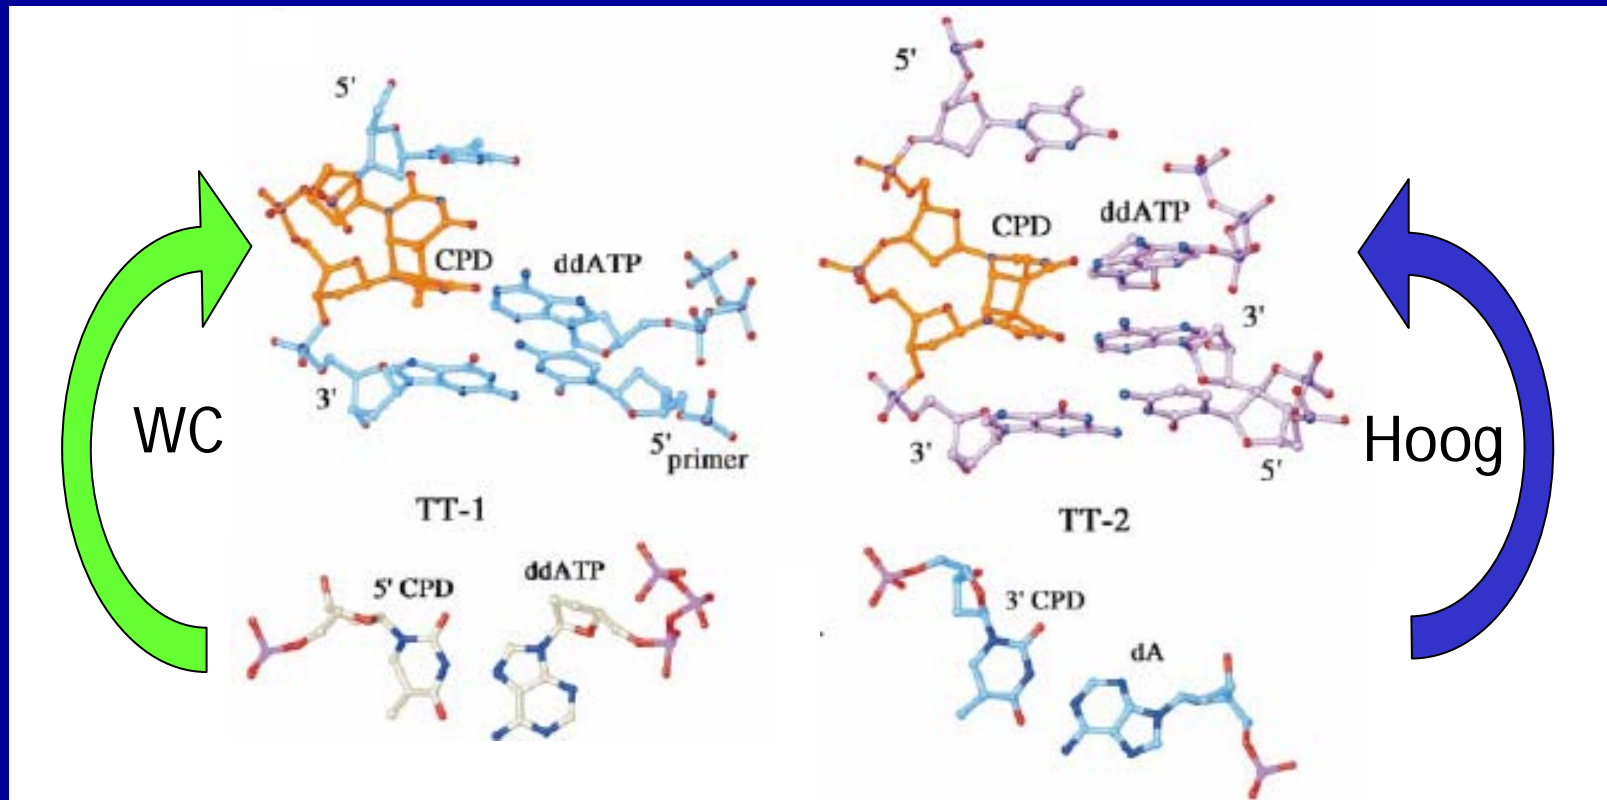 5'
CPD
ddATP
3'
5'
primer
TT-1
WC
5' CPD
ddATP
5'
CPD
ddATP
3'
3'
5'
TT-2
Hoog
3' CPD
dA